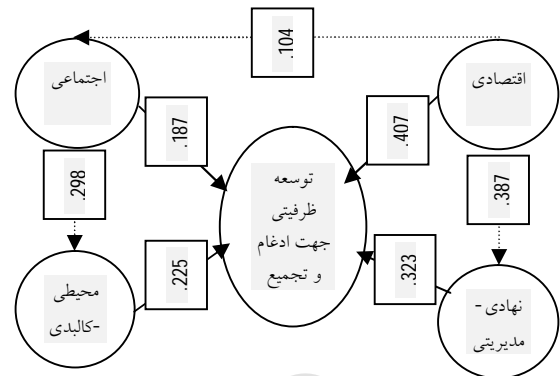 .104
اقتصادی
اجتماعی
.407
.187
توسعه
ظرفیتی
جهت ادغام
و تجمیع
.387
.298
.323
.225
نهادی -
مدیریتی
محیطی
-کالبدی